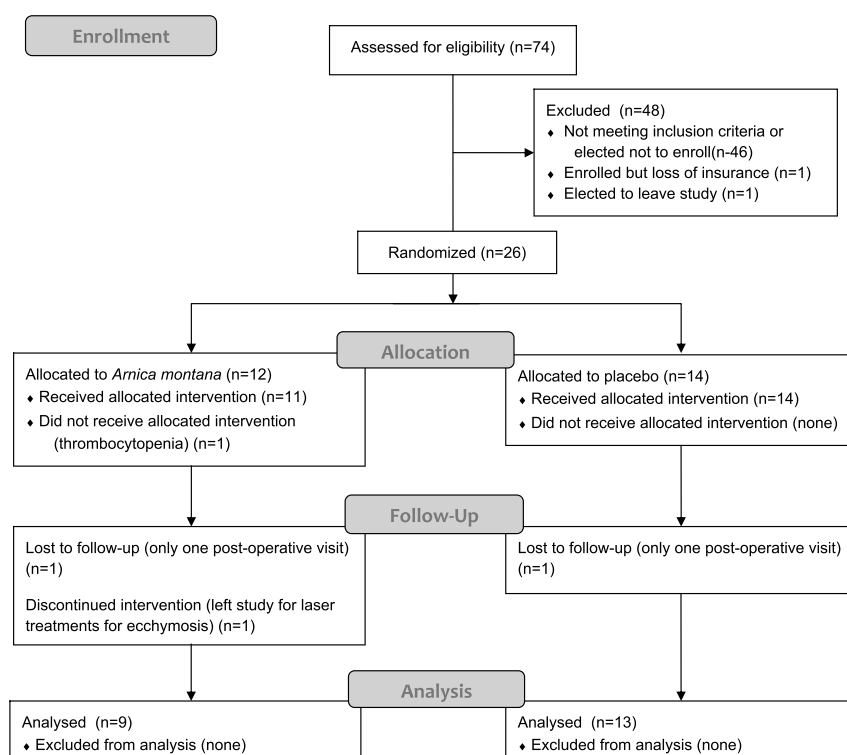 Enrollment
Assessed for eligibility (n=74)
Excluded (n=48)
♦ Not meeting inclusion criteria or
elected not to enroll(n-46)
♦ Enrolled but loss of insurance (n=1)
♦ Elected to leave study (n=1)
Randomized (n=26)
Allocation
Allocated to Arnica montana (n=12)
♦ Received allocated intervention (n=11)
♦ Did not receive allocated intervention
(thrombocytopenia) (n=1)
Allocated to placebo (n=14)
♦ Received allocated intervention (n=14)
♦ Did not receive allocated intervention (none)
Follow-Up
Lost to follow-up (only one post-operative visit)
(n=1)
Discontinued intervention (left study for laser
treatments for ecchymosis) (n=1)
Lost to follow-up (only one post-operative visit)
(n=1)
Analysis
Analysed (n=9)
♦ Excluded from analysis (none)
Analysed (n=13)
♦ Excluded from analysis (none)